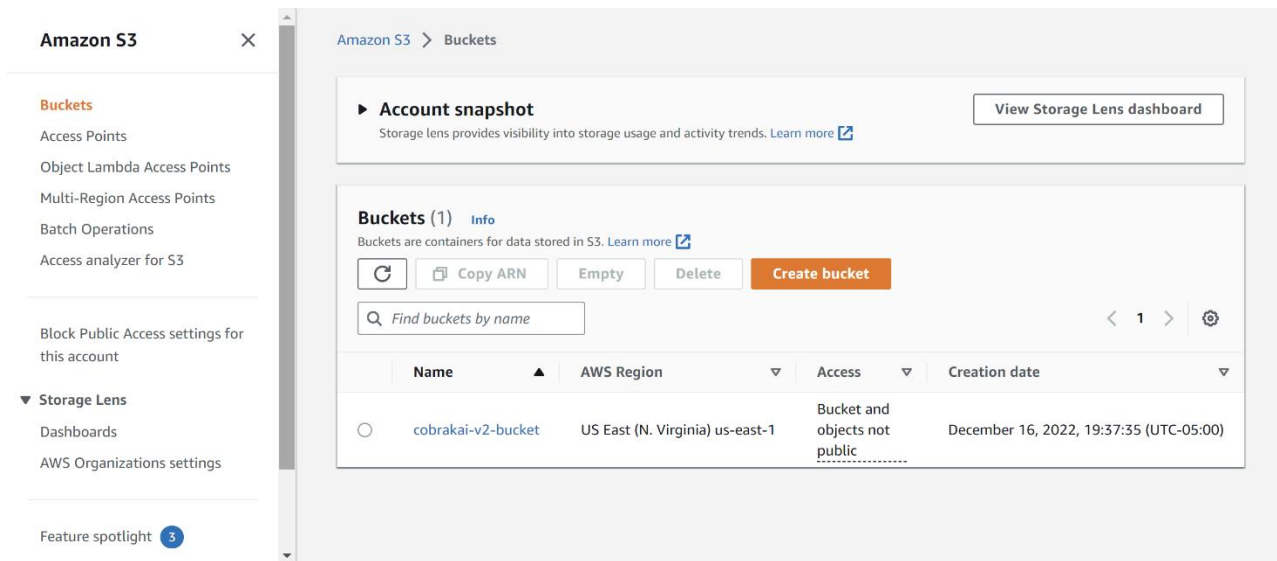 Amazon S3
Buckets
Access Points
Object Lambda Access Points
Multi-Region Access Points
Batch Operations
Access analyzer for S3
Block Public Access settings for
this account
Storage Lens
Dashboards
AWS Organizations settings
Feature spotlight 3
Amazon S3 > Buckets
Account snapshot
View Storage Lens dashboard
Storage lens provides visibility into storage usage and activity trends. Learn more
Buckets (1) Info
Buckets are containers for data stored in S3. Learn more
Copy ARN Empty Delete Create bucket
Find buckets by name
1
Name AWS Region Access Creation date
cobrakai-v2-bucket US East (N. Virginia) us-east-1 Bucket and
objects not
public
December 16, 2022, 19:37:35 (UTC-05:00)